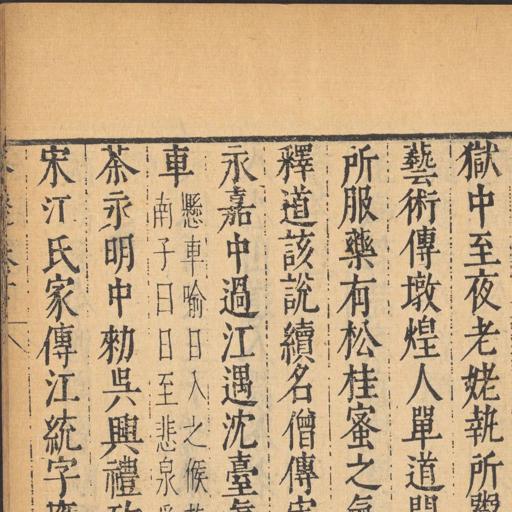 獄中至夜老姥執所
藝術傳墩煌人單道
所服藥有松桂蜜之氣
釋道該說續名僧傳宋
永嘉中過江遇沈臺
車
懸車喻日入之候
南子曰日至悲泉
茶永明中勑吳興禮
宋江氏家傳江統字